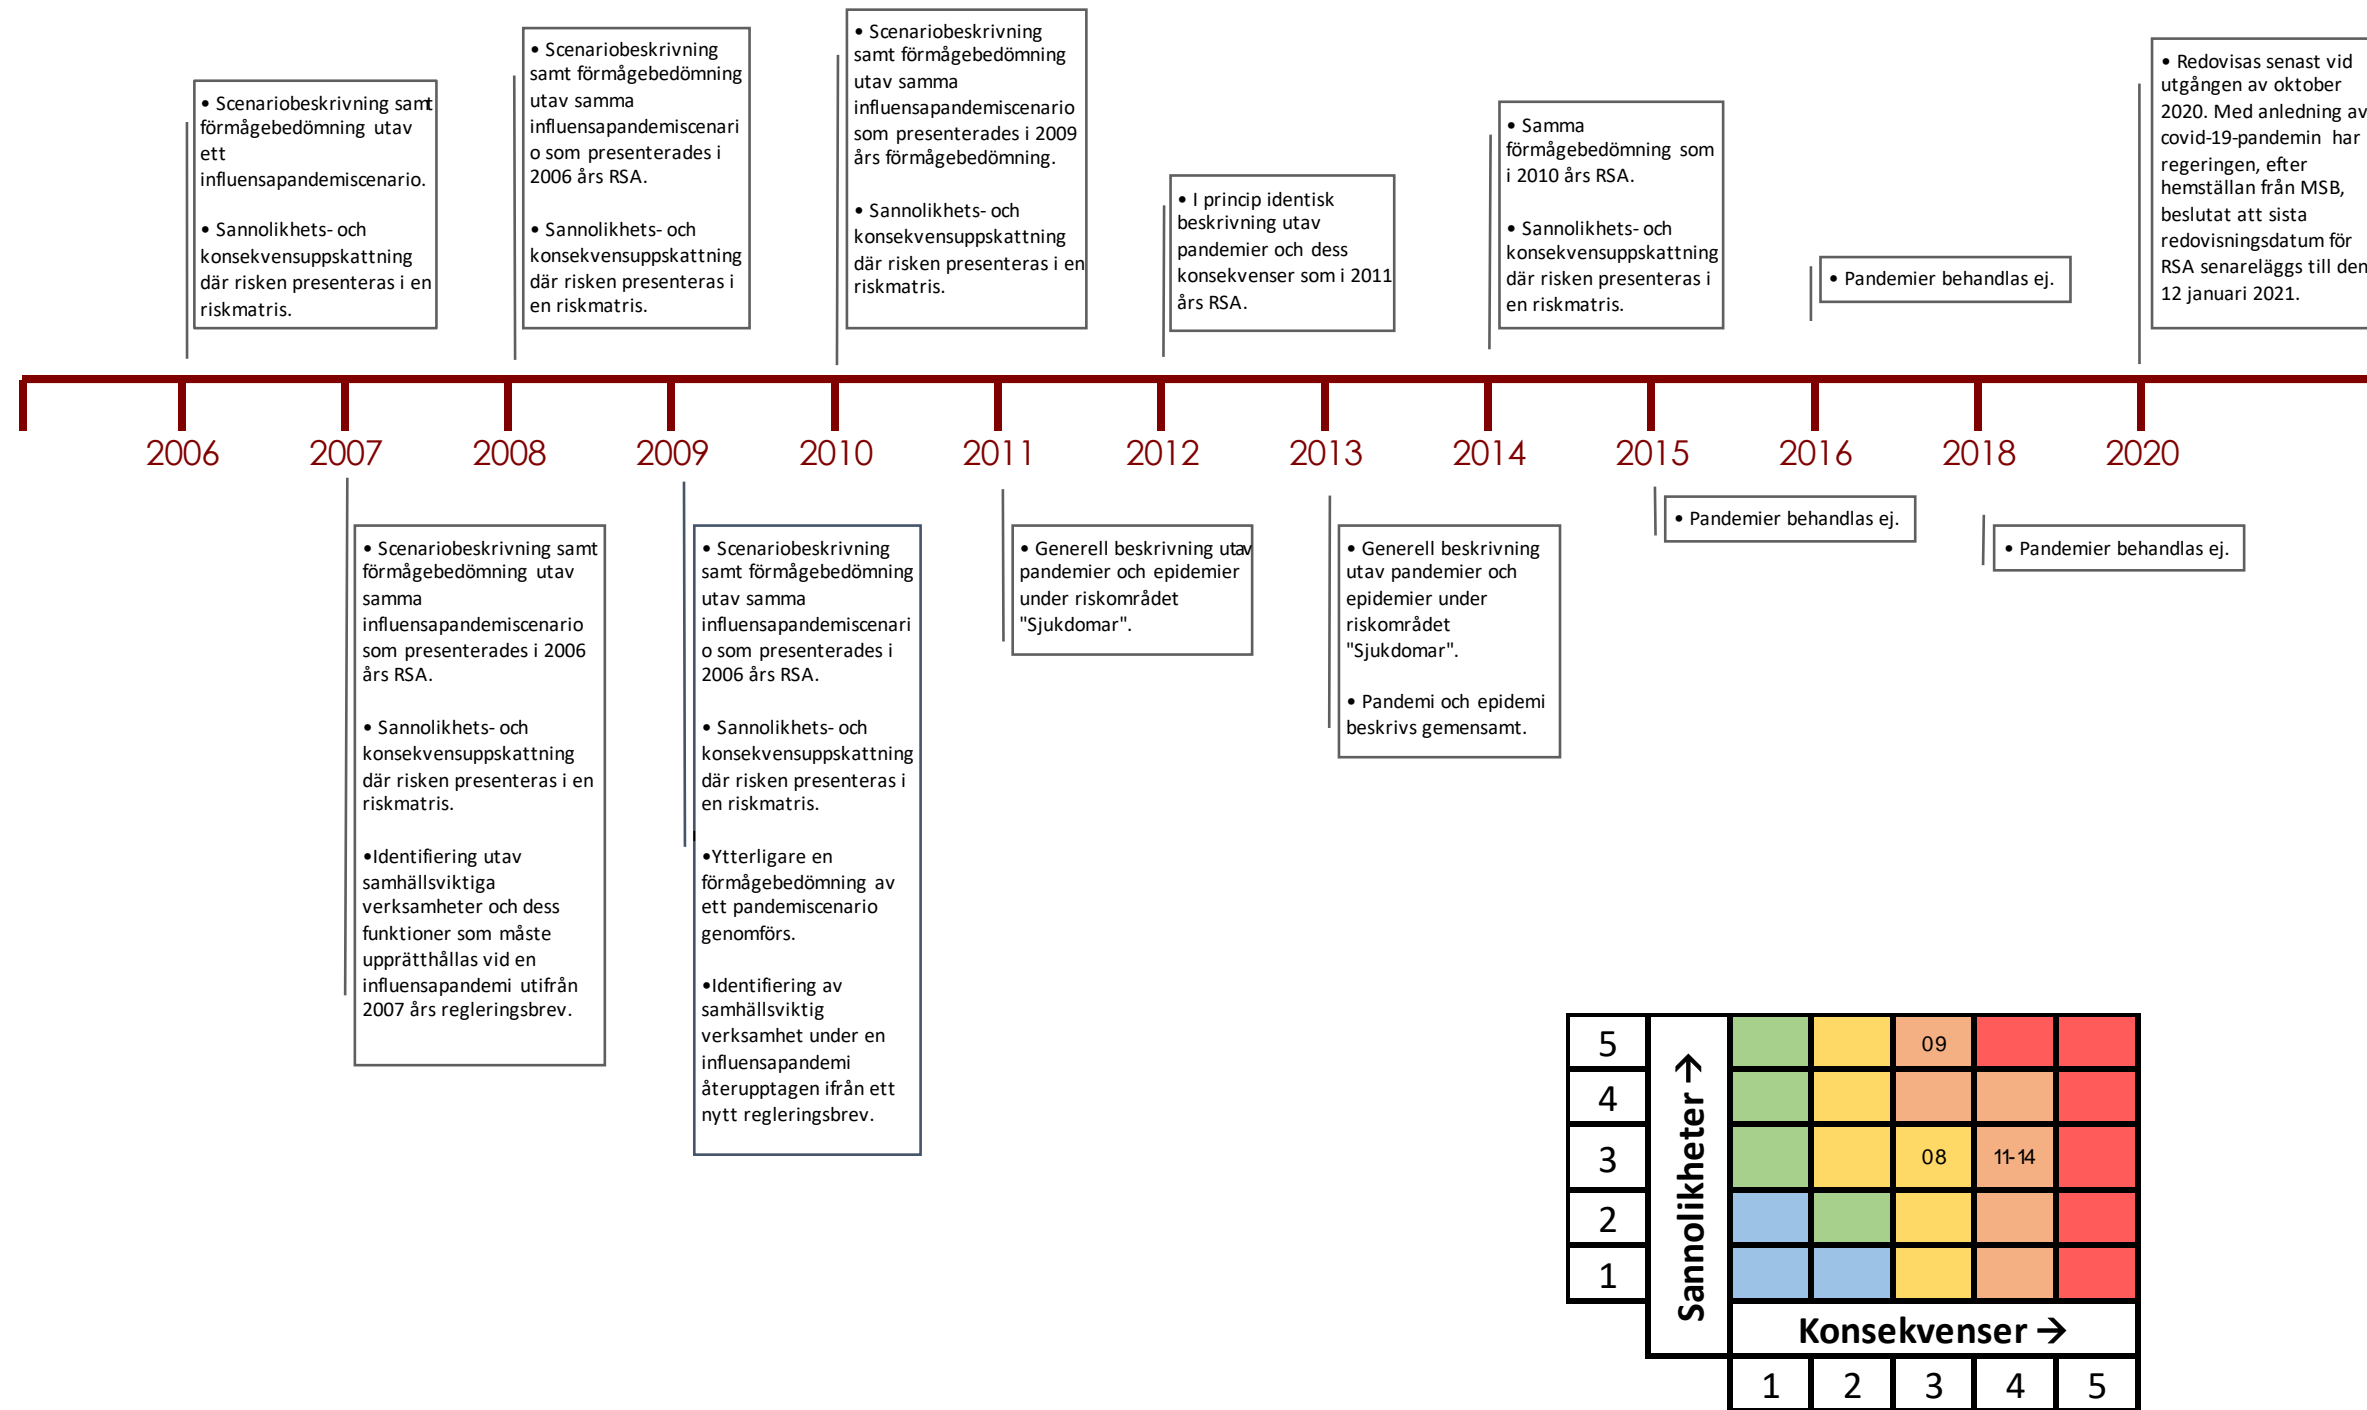 • Scenariobeskrivning samt
förmågebedömning utav
ett
influensapandemiscenario.
• Sannolikhets- och
konsekvensuppskattning
där risken presenteras i en
riskmatris.
• Scenariobeskrivning
samt förmågebedömning
utav samma
influensapandemiscenari
o som presenterades i
2006 års RSA.
• Sannolikhets- och
konsekvensuppskattning
där risken presenteras i
en riskmatris.
• Scenariobeskrivning
samt förmågebedömning
utav samma
influensapandemiscenario
som presenterades i 2009
års förmågebedömning.
• Sannolikhets- och
konsekvensuppskattning
där risken presenteras i en
riskmatris.
• I princip identisk
beskrivning utav
pandemier och dess
konsekvenser som i 2011
års RSA.
• Samma
förmågebedömning som
i 2010 års RSA.
• Sannolikhets- och
konsekvensuppskattning
där risken presenteras i
en riskmatris.
• Pandemier behandlas ej.
• Redovisas senast vid
utgången av oktober
2020. Med anledning av
covid-19-pandemin har
regeringen, efter
hemställan från MSB,
beslutat att sista
redovisningsdatum för
RSA senareläggs till den
12 januari 2021.
2006 2007 2008 2009 2010 2011 2012 2013 2014 2015 2016 2018 2020
• Scenariobeskrivning samt
förmågebedömning utav
samma
influensapandemiscenario
som presenterades i 2006
års RSA.
• Sannolikhets- och
konsekvensuppskattning
där risken presenteras i en
riskmatris.
•Identifiering utav
samhällsviktiga
verksamheter och dess
funktioner som måste
upprätthållas vid en
influensapandemi utifrån
2007 års regleringsbrev.
• Scenariobeskrivning
samt förmågebedömning
utav samma
influensapandemiscenari
o som presenterades i
2006 års RSA.
• Sannolikhets- och
konsekvensuppskattning
där risken presenteras i
en riskmatris.
•Ytterligare en
förmågebedömning av
ett pandemiscenario
genomförs.
•Identifiering av
samhällsviktig
verksamhet under en
influensapandemi
återupptagen ifrån ett
nytt regleringsbrev.
• Generell beskrivning utav
pandemier och epidemier
under riskområdet
"Sjukdomar".
• Generell beskrivning
utav pandemier och
epidemier under
riskområdet
"Sjukdomar".
• Pandemi och epidemi
beskrivs gemensamt.
• Pandemier behandlas ej.
• Pandemier behandlas ej.
Sannolikheter →
5 09
4
3 08 11-14
2
1
Konsekvenser →
1 2 3 4 5